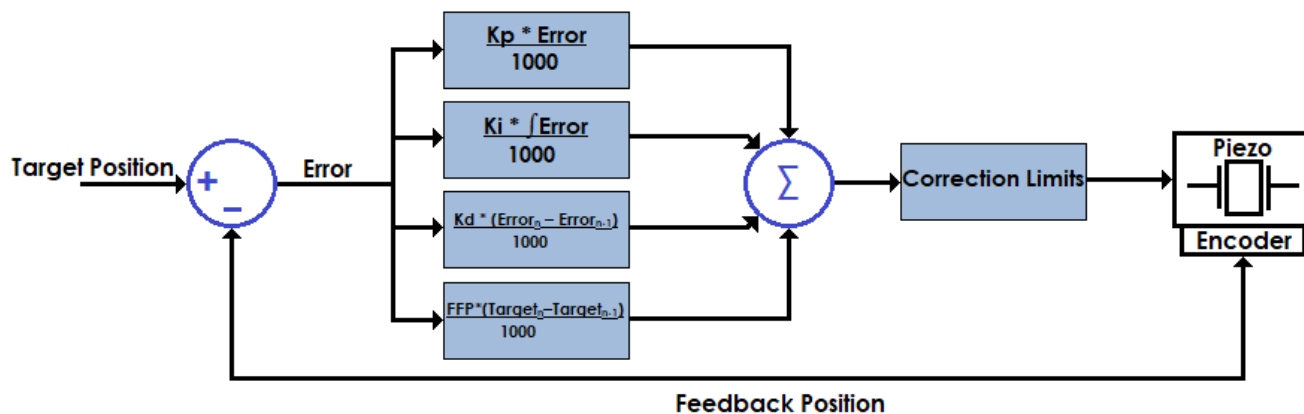 Kp * Error
1000
Ki * ∫Error
1000
Target Position
+
−
Error
Kd * (Errorn – Errorn-1)
1000
FFP*(Targetn–Targetn-1)
1000
Σ
Correction Limits
Piezo
Encoder
Feedback Position